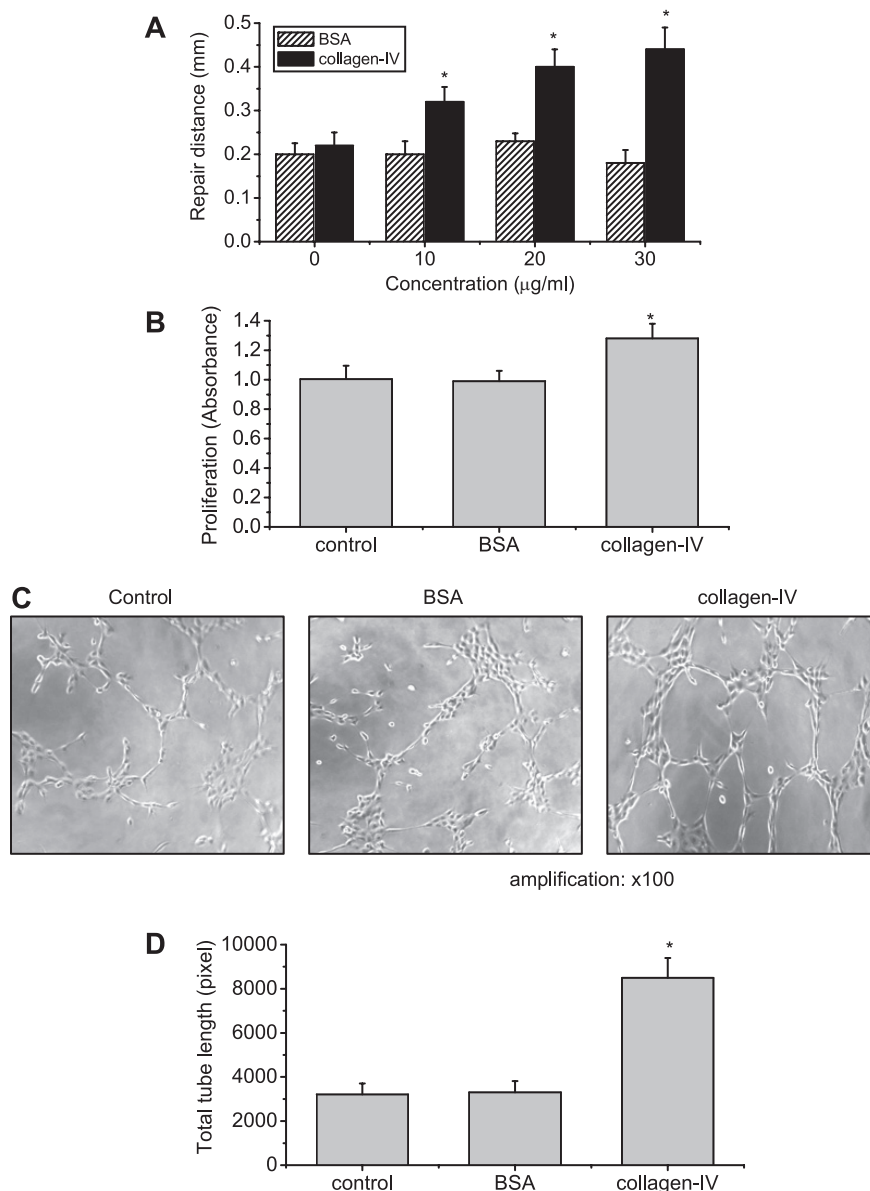 A
BSA
collagen-IV
Repair distance (mm)
0.5
0.4
0.3
0.2
0.1
0.0
*
*
*
0 10 20 30
Concentration (μg/ml)
B
Proliferation (Absorbance)
1.4
1.2
1.0
0.8
0.6
0.4
0.2
0.0
*
control BSA collagen-IV
C
Control BSA collagen-IV
amplification: x100
D
Total tube length (pixel)
10000
8000
6000
4000
2000
0
*
control BSA collagen-IV